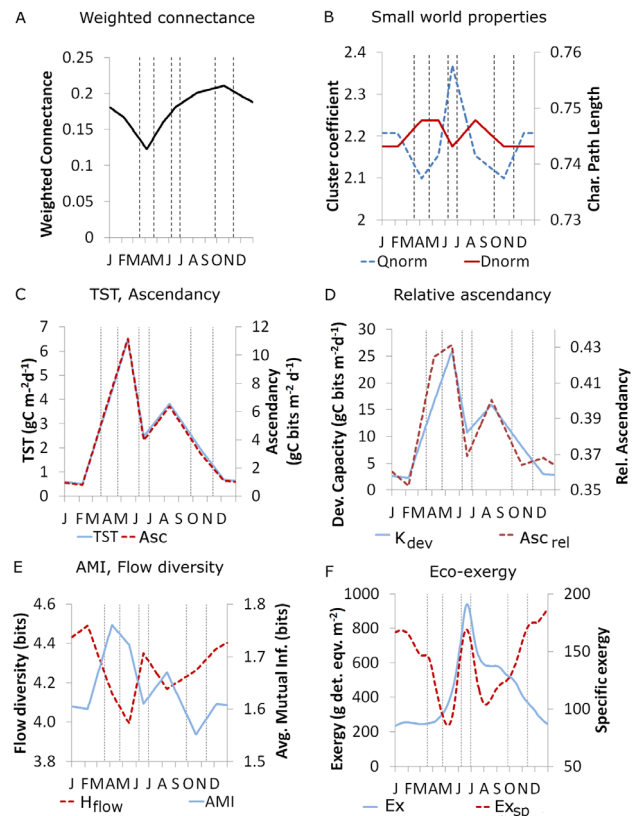 A Weighted connectance
Weighted Connectance
0.25
0.2
0.15
0.1
0.05
0
J FMAMJ J A S ON D
B Small world properties
Cluster coefficient
2.4
2.3
2.2
2.1
2
0.76
0.75
0.74
0.73
Char. Path Length
J FMAMJ J A S OND
Qnorm Dnorm
C TST, Ascendancy
TST (gC m-2d-1)
7
6
5
4
3
2
1
0
12
10
8
6
4
2
0
Ascendancy
(gC bits m-2 d-1)
J F M A M J J A S O N D
TST Asc
D Relative ascendancy
Dev. Capacity (gC bits m-2d-1)
30
25
20
15
10
5
0
0.43
0.41
0.39
0.37
0.35
Rel. Ascendancy
J F M A M J J A S O N D
Kdev Asc rel
E AMI, Flow diversity
Flow diversity (bits)
4.6
4.4
4.2
4.0
3.8
1.8
1.7
1.6
1.5
Avg. Mutual Inf. (bits)
J F M A M J J A S O N D
Hflow AMI
F Eco-exergy
Exergy (g det. eqv. m-2)
1000
800
600
400
200
0
200
150
100
50
Specific exergy
J F M A M J J A S O N D
Ex Exsp